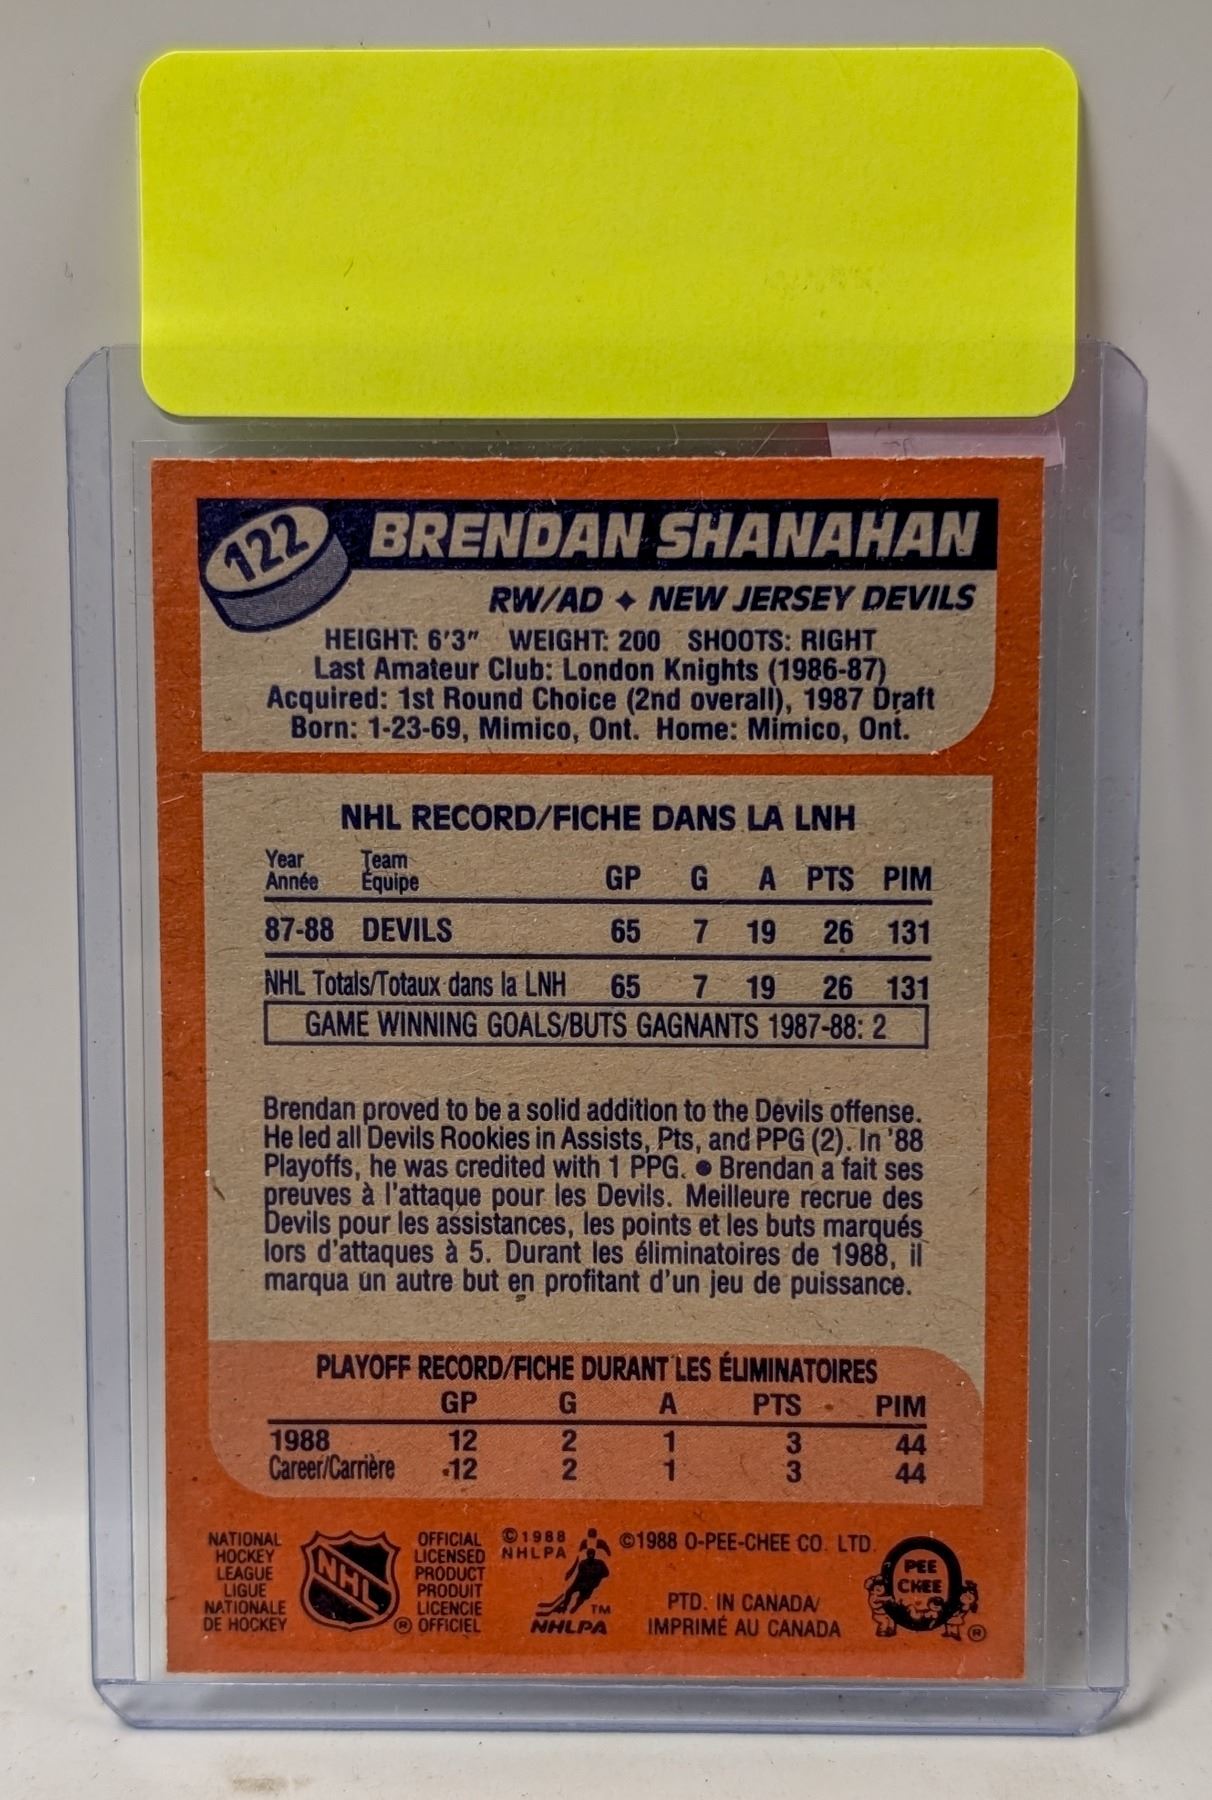 122
BRENDAN SHANAHAN
RW/AD ✦ NEW JERSEY DEVILS
HEIGHT: 6'3" WEIGHT: 200 SHOOTS: RIGHT
Last Amateur Club: London Knights (1986-87)
Acquired: 1st Round Choice (2nd overall), 1987 Draft
Born: 1-23-69, Mimico, Ont. Home: Mimico, Ont.
NHL RECORD/FICHE DANS LA LNH
Year Team
Année Équipe GP G A PTS PIM
87-88 DEVILS 65 7 19 26 131
NHL Totals/Totaux dans la LNH 65 7 19 26 131
GAME WINNING GOALS/BUTS GAGNANTS 1987-88: 2
Brendan proved to be a solid addition to the Devils offense.
He led all Devils Rookies in Assists, Pts, and PPG (2). In '88
Playoffs, he was credited with 1 PPG. ● Brendan a fait ses
preuves à l'attaque pour les Devils. Meilleure recrue des
Devils pour les assistances, les points et les buts marqués
lors d'attaques à 5. Durant les éliminatoires de 1988, il
marqua un autre but en profitant d'un jeu de puissance.
PLAYOFF RECORD/FICHE DURANT LES ÉLIMINATOIRES
GP G A PTS PIM
1988 12 2 1 3 44
Career/Carrière 12 2 1 3 44
NATIONAL
HOCKEY
LEAGUE
LIGUE
NATIONALE
DE HOCKEY
NHL
®
OFFICIAL
LICENSED
PRODUCT
PRODUIT
LICENCIE
OFFICIEL
©1988
NHLPA
TM
NHLPA
©1988 O-PEE-CHEE CO. LTD.
PTD. IN CANADA/
IMPRIMÉ AU CANADA
PEE
CHEE
®